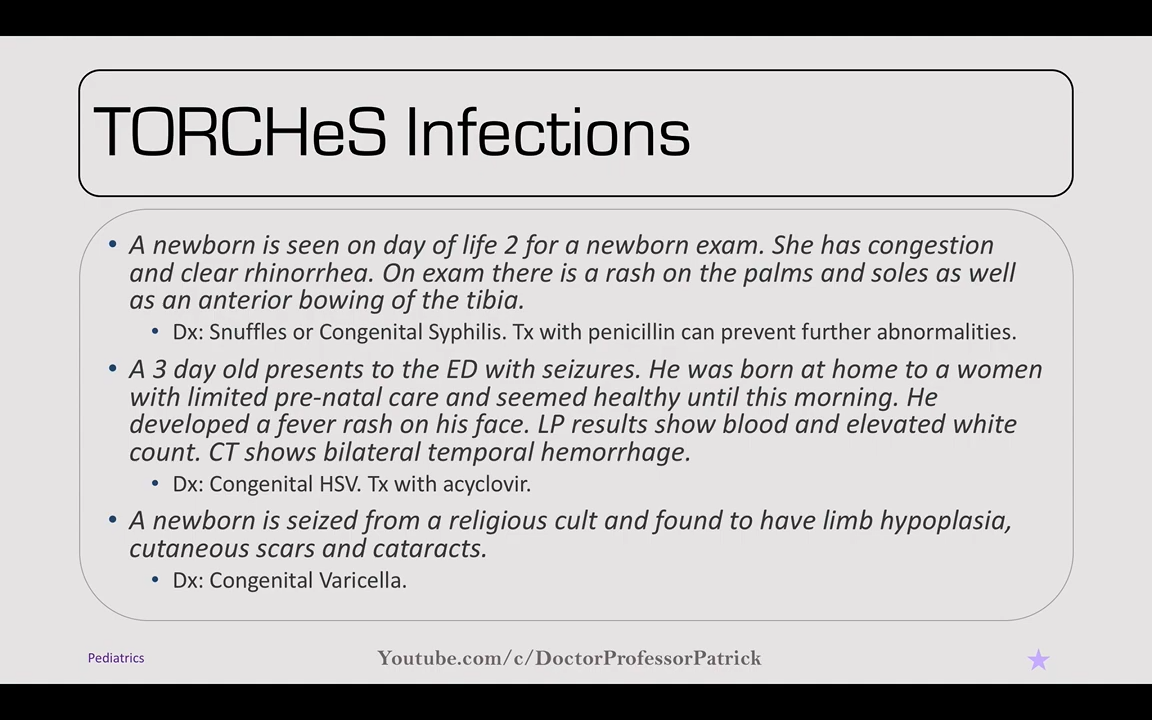 TORCHeS Infections
• A newborn is seen on day of life 2 for a newborn exam. She has congestion
and clear rhinorrhea. On exam there is a rash on the palms and soles as well
as an anterior bowing of the tibia.
• Dx: Snuffles or Congenital Syphilis. Tx with penicillin can prevent further abnormalities.
• A 3 day old presents to the ED with seizures. He was born at home to a women
with limited pre-natal care and seemed healthy until this morning. He
developed a fever rash on his face. LP results show blood and elevated white
count. CT shows bilateral temporal hemorrhage.
• Dx: Congenital HSV. Tx with acyclovir.
• A newborn is seized from a religious cult and found to have limb hypoplasia,
cutaneous scars and cataracts.
• Dx: Congenital Varicella.
Pediatrics
Youtube.com/c/DoctorProfessorPatrick